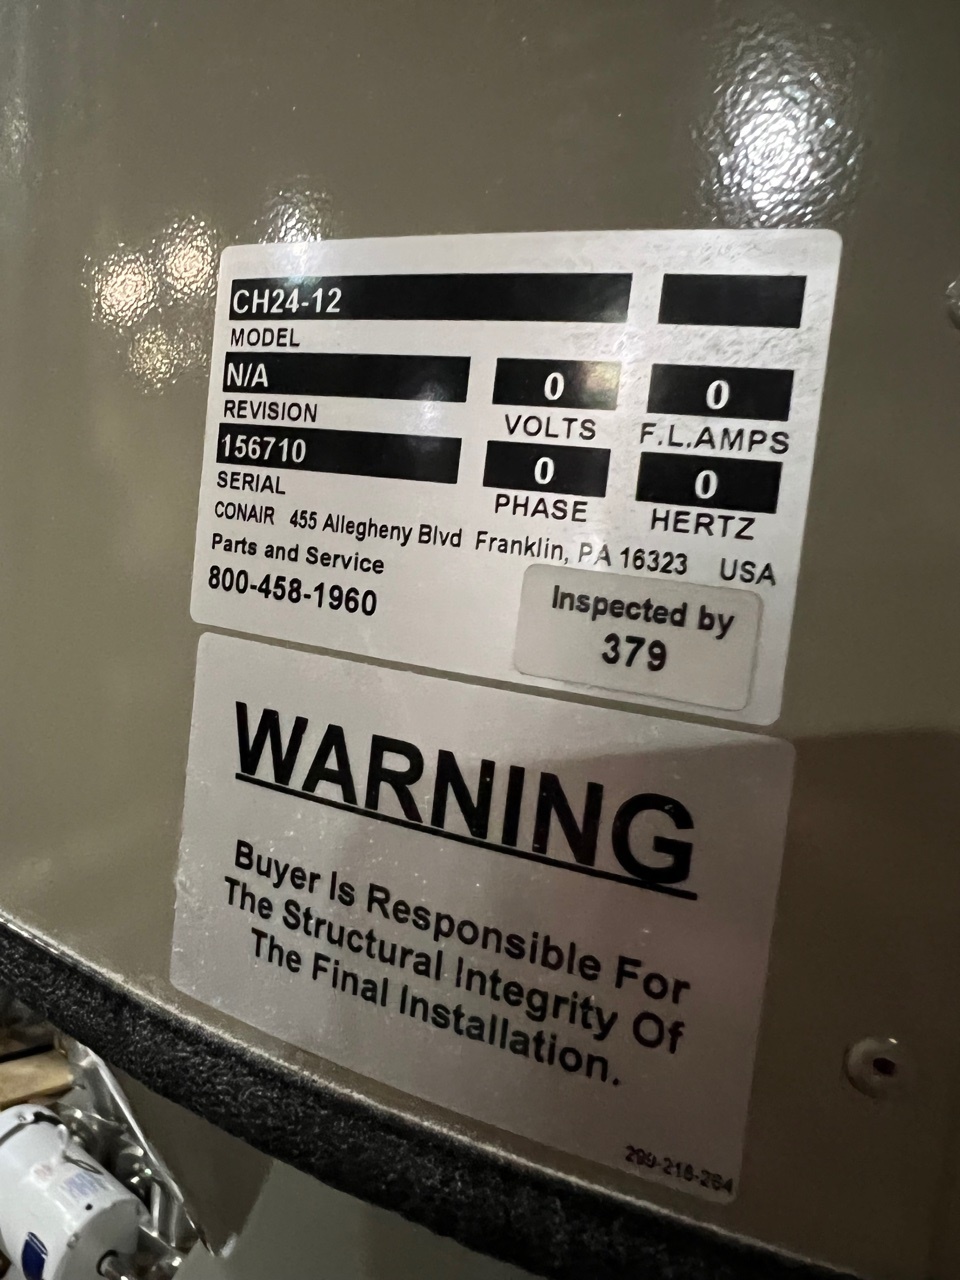 CH24-12
MODEL
N/A
REVISION
0
VOLTS
0
F.L.AMPS
156710
SERIAL
0
PHASE
0
HERTZ
CONAIR 455 Allegheny Blvd Franklin, PA 16323 USA
Parts and Service
800-458-1960
Inspected by
379
WARNING
Buyer Is Responsible For
The Structural Integrity Of
The Final Installation.
299-216-264